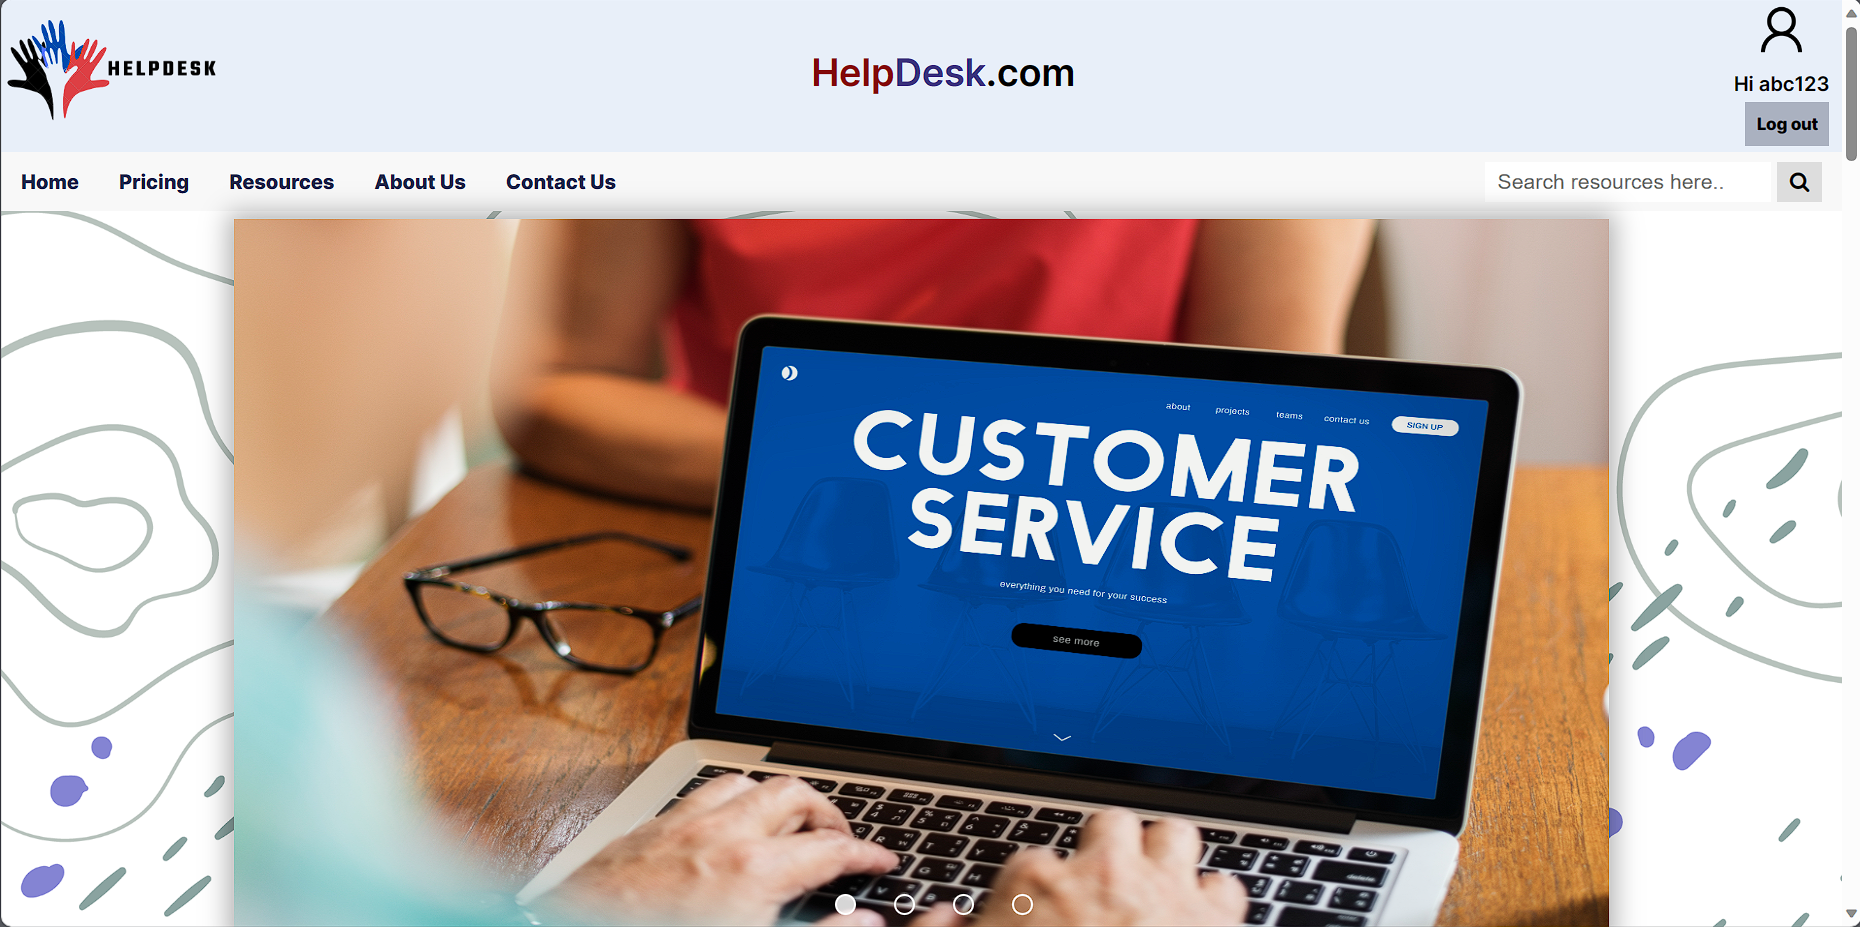 HELPDESK
HelpDesk.com
Hi abc123
Log out
Home
Pricing
Resources
About Us
Contact Us
Search resources here..
about
projects
teams
contact us
SIGN UP
CUSTOMER
SERVICE
everything you need for your success
see more